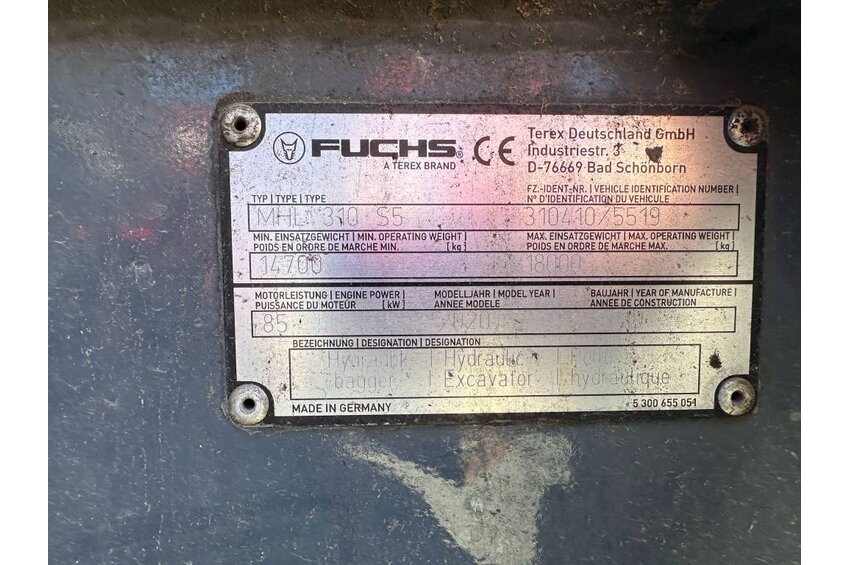 FUCHS® CE
A TEREX BRAND
Terex Deutschland GmbH
Industriestr. 3
D-76669 Bad Schönborn
TYP | TYPE | TYPE
MHL 310 S5
FZ.-IDENT-NR. | VEHICLE IDENTIFICATION NUMBER |
N° D'IDENTIFICATION DU VEHICULE
310410/5519
MIN. EINSATZGEWICHT | MIN. OPERATING WEIGHT |
POIDS EN ORDRE DE MARCHE MIN. [kg]
14700
MAX. EINSATZGEWICHT | MAX. OPERATING WEIGHT |
POIDS EN ORDRE DE MARCHE MAX. [kg]
18000
MOTORLEISTUNG | ENGINE POWER |
PUISSANCE DU MOTEUR [kW]
85
MODELLJAHR | MODEL YEAR |
ANNEE MODELE
BAUJAHR | YEAR OF MANUFACTURE |
ANNÉE DE CONSTRUCTION
BEZEICHNUNG | DESIGNATION | DESIGNATION
Hydraulik | Hydraulic |
bagger | Excavator | hydraulique
MADE IN GERMANY
5 300 655 054